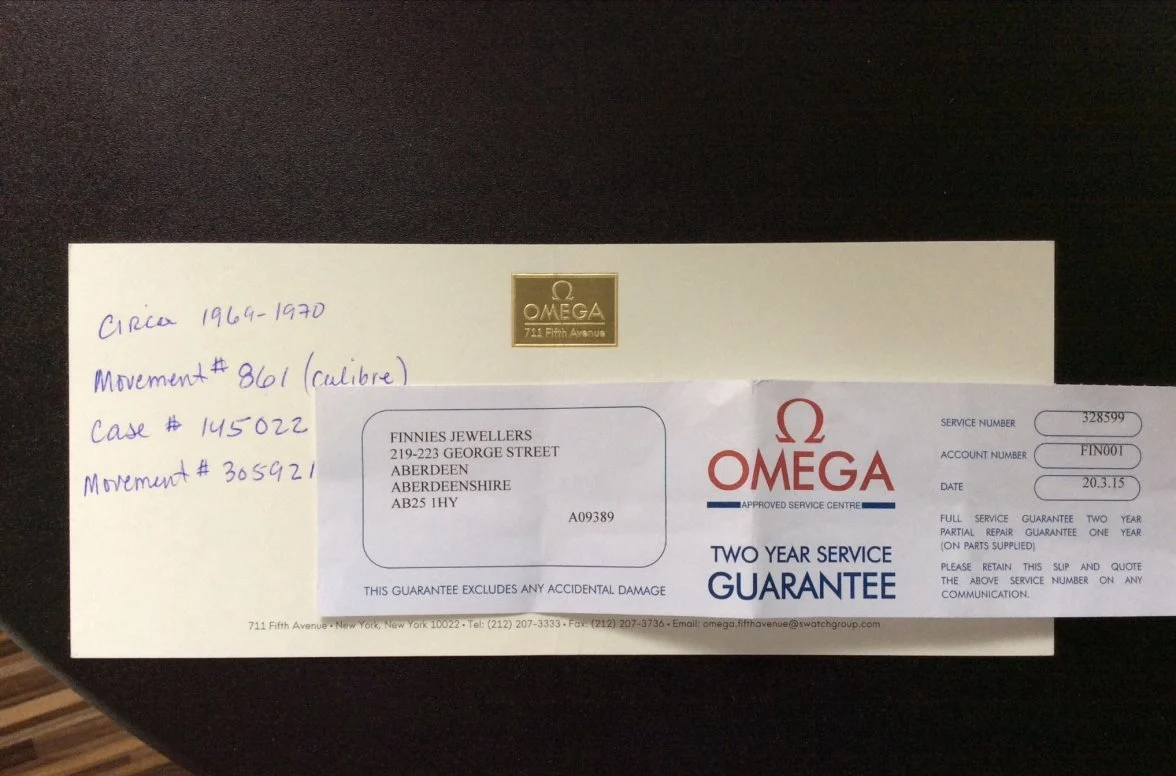 Circa 1969-1970
Movement # 861 (calibre)
Case # 145022
Movement # 305921
Ω
OMEGA
711 Fifth Avenue
711 Fifth Avenue • New York, New York 10022 • Tel: (212) 207-3333 • Fax: (212) 207-3736 • Email: omega.fifthavenue@swatchgroup.com
FINNIES JEWELLERS
219-223 GEORGE STREET
ABERDEEN
ABERDEENSHIRE
AB25 1HY
A09389
THIS GUARANTEE EXCLUDES ANY ACCIDENTAL DAMAGE
Ω
OMEGA
APPROVED SERVICE CENTRE
TWO YEAR SERVICE
GUARANTEE
SERVICE NUMBER 328599
ACCOUNT NUMBER FIN001
DATE 20.3.15
FULL SERVICE GUARANTEE TWO YEAR
PARTIAL REPAIR GUARANTEE ONE YEAR
(ON PARTS SUPPLIED)
PLEASE RETAIN THIS SLIP AND QUOTE
THE ABOVE SERVICE NUMBER ON ANY
COMMUNICATION.